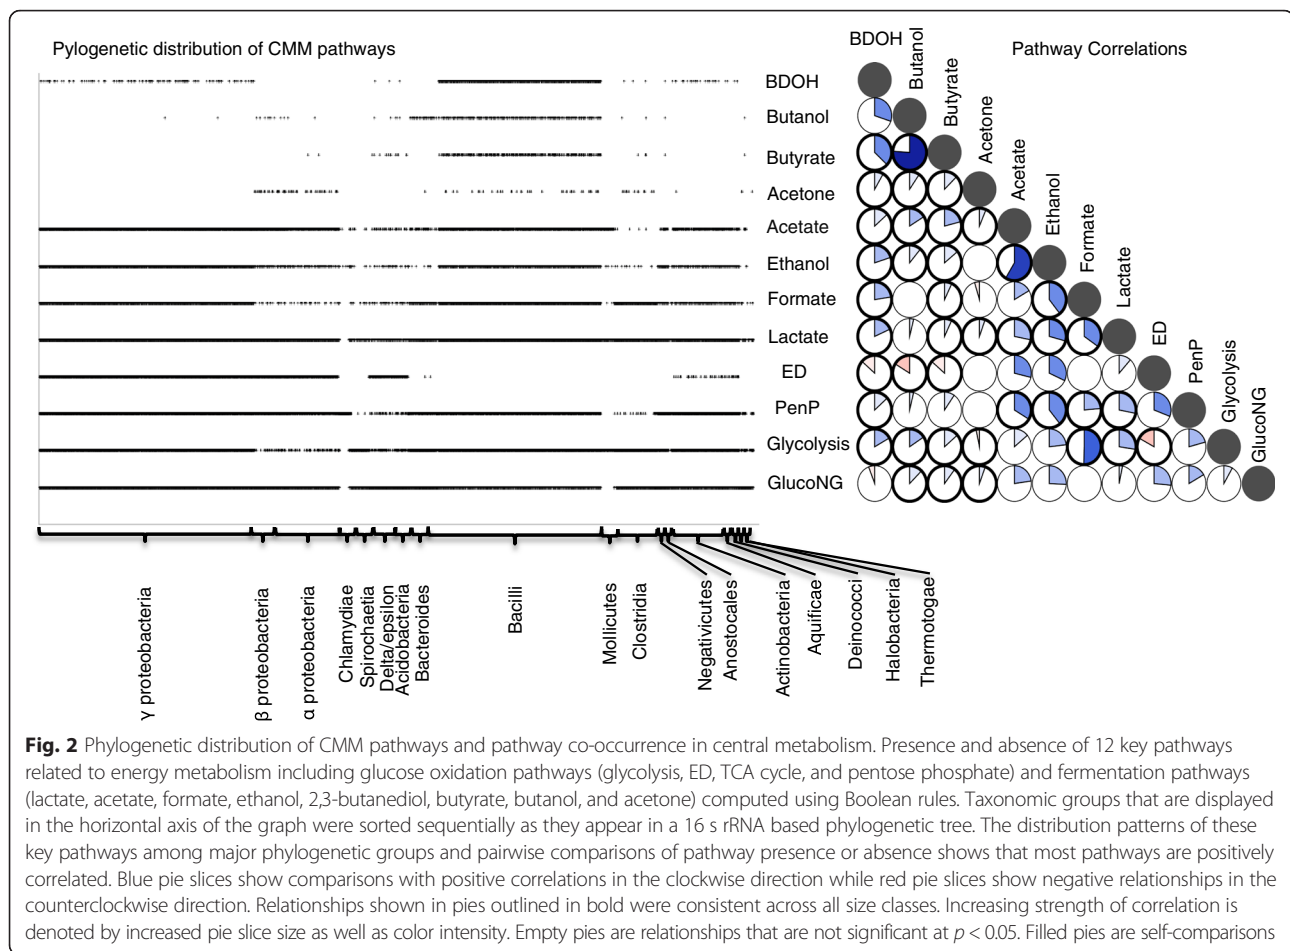 Pylogenetic distribution of CMM pathways
Pathway Correlations
BDOH
Butanol
Butyrate
Acetone
Acetate
Ethanol
Formate
Lactate
ED
PenP
Glycolysis
GlucoNG
BDOH
Butanol
Butyrate
Acetone
Acetate
Ethanol
Formate
Lactate
ED
PenP
Glycolysis
GlucoNG
γ proteobacteria
β proteobacteria
α proteobacteria
Chlamydiae
Spirochaetia
Delta/epsilon
Acidobacteria
Bacteroides
Bacilli
Mollicutes
Clostridia
Negativicutes
Anostocales
Actinobacteria
Aquificae
Deinococci
Halobacteria
Thermotogae
Fig. 2 Phylogenetic distribution of CMM pathways and pathway co-occurrence in central metabolism. Presence and absence of 12 key pathways
related to energy metabolism including glucose oxidation pathways (glycolysis, ED, TCA cycle, and pentose phosphate) and fermentation pathways
(lactate, acetate, formate, ethanol, 2,3-butanediol, butyrate, butanol, and acetone) computed using Boolean rules. Taxonomic groups that are displayed
in the horizontal axis of the graph were sorted sequentially as they appear in a 16 s rRNA based phylogenetic tree. The distribution patterns of these
key pathways among major phylogenetic groups and pairwise comparisons of pathway presence or absence shows that most pathways are positively
correlated. Blue pie slices show comparisons with positive correlations in the clockwise direction while red pie slices show negative relationships in the
counterclockwise direction. Relationships shown in pies outlined in bold were consistent across all size classes. Increasing strength of correlation is
denoted by increased pie slice size as well as color intensity. Empty pies are relationships that are not significant at p < 0.05. Filled pies are self-comparisons